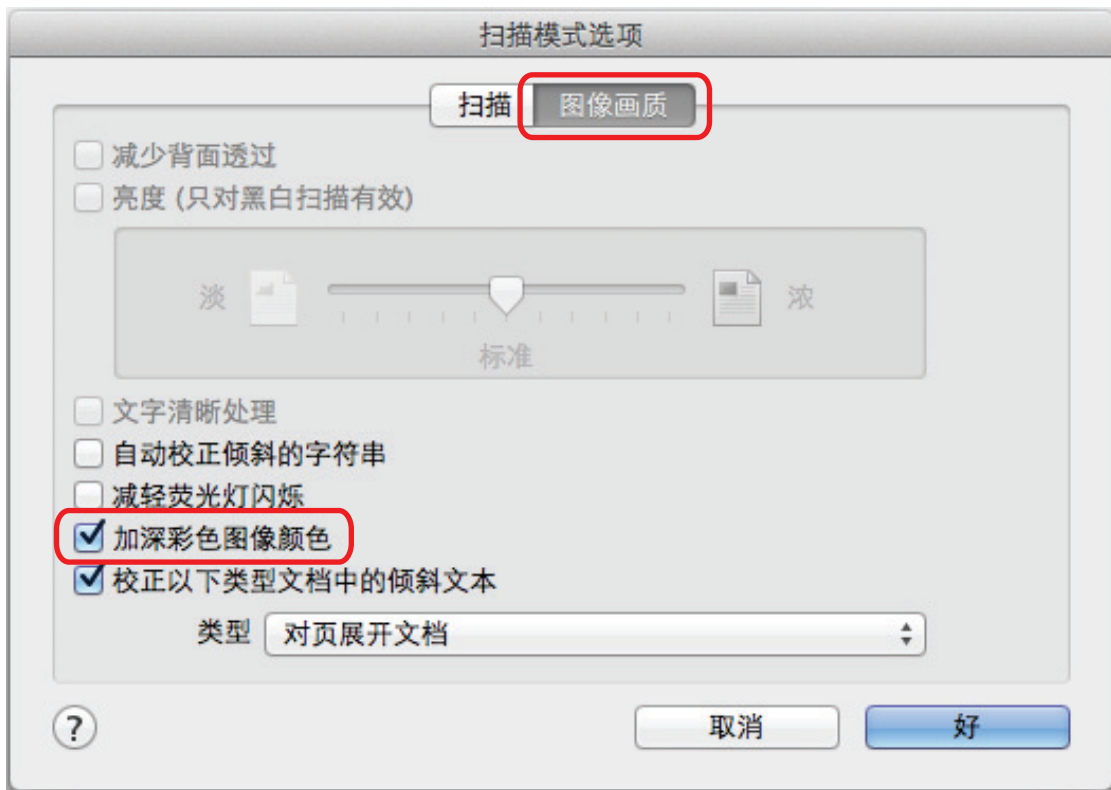 扫描模式选项
扫描 图像画质
减少背面透过
亮度 (只对黑白扫描有效)
淡 浓
标准
文字清晰处理
自动校正倾斜的字符串
减轻荧光灯闪烁
加深彩色图像颜色
校正以下类型文档中的倾斜文本
类型 对页展开文档
? 取消 好